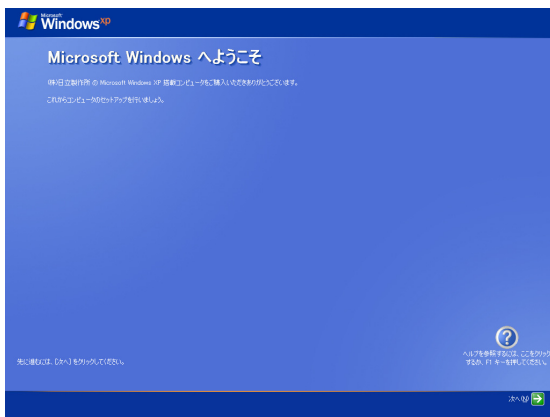 Microsoft
Windows xp
Microsoft Windows へようこそ
(株)日立製作所 の Microsoft Windows XP 搭載コンピュータをご購入いただきありがとうございます。
これからコンピュータのセットアップを行いましょう。
?
ヘルプを参照するには、ここをクリック
するか、F1 キーを押してください。
先に進むには、[次へ] をクリックしてください。
次へ(N)